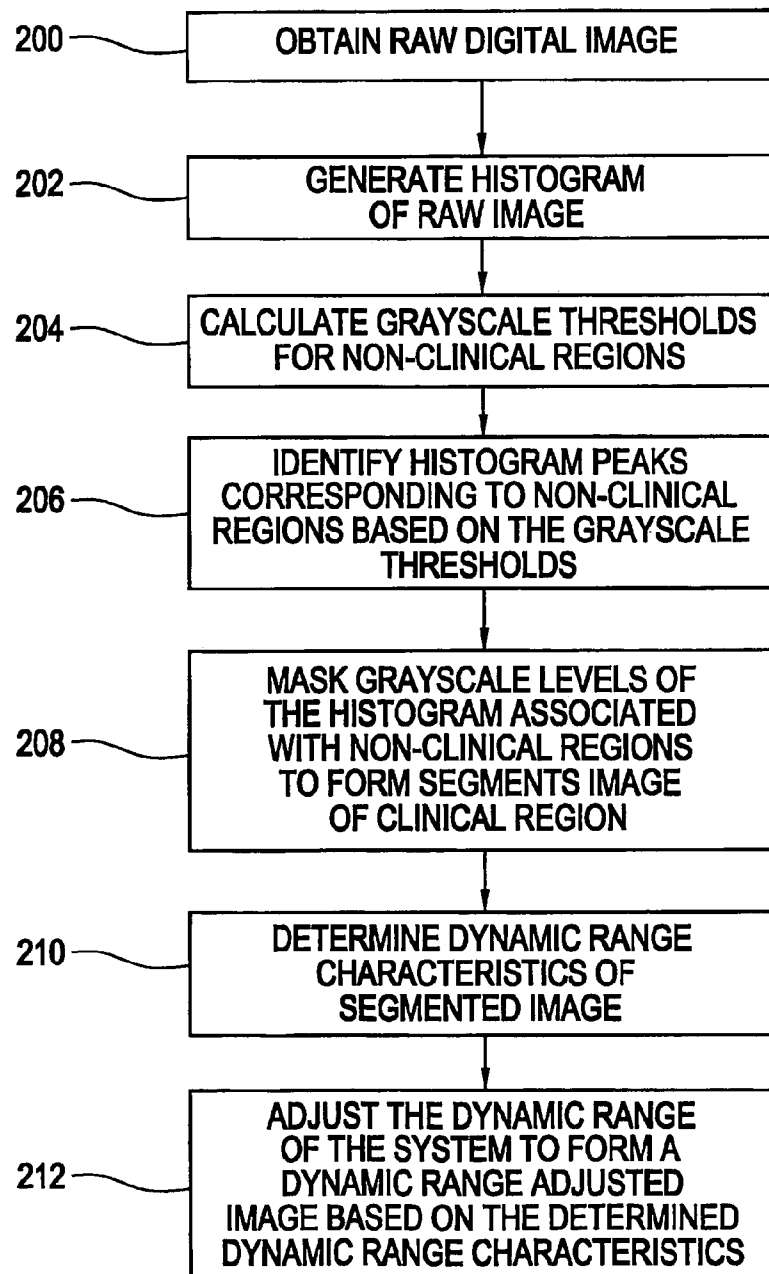 200
OBTAIN RAW DIGITAL IMAGE
202
GENERATE HISTOGRAM
OF RAW IMAGE
204
CALCULATE GRAYSCALE THRESHOLDS
FOR NON-CLINICAL REGIONS
206
IDENTIFY HISTOGRAM PEAKS
CORRESPONDING TO NON-CLINICAL
REGIONS BASED ON THE GRAYSCALE
THRESHOLDS
208
MASK GRAYSCALE LEVELS OF
THE HISTOGRAM ASSOCIATED
WITH NON-CLINICAL REGIONS
TO FORM SEGMENTS IMAGE
OF CLINICAL REGION
210
DETERMINE DYNAMIC RANGE
CHARACTERISTICS OF
SEGMENTED IMAGE
212
ADJUST THE DYNAMIC RANGE
OF THE SYSTEM TO FORM A
DYNAMIC RANGE ADJUSTED
IMAGE BASED ON THE DETERMINED
DYNAMIC RANGE CHARACTERISTICS